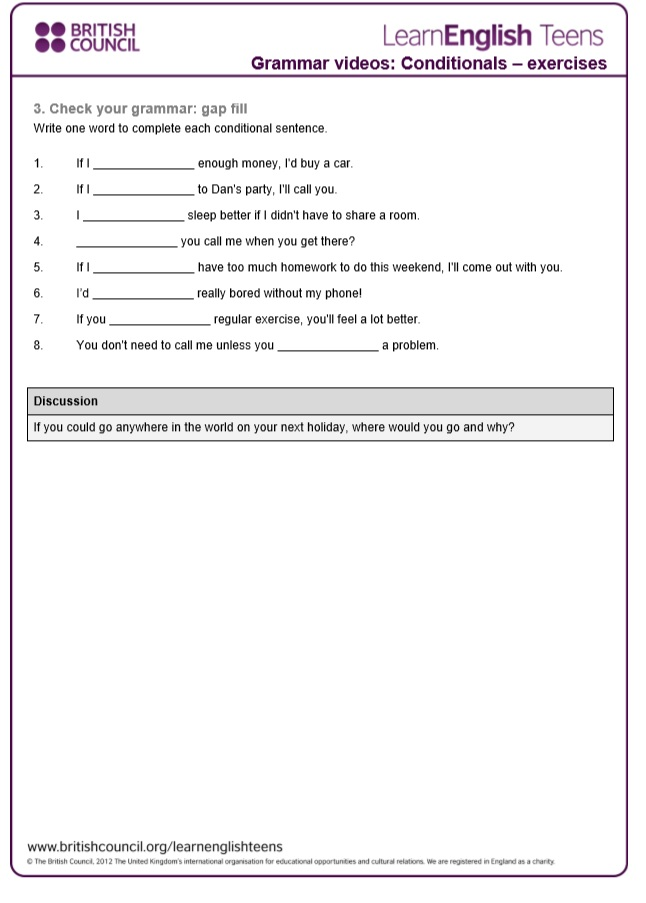 BRITISH
COUNCIL
LearnEnglish Teens
Grammar videos: Conditionals – exercises
3. Check your grammar: gap fill
Write one word to complete each conditional sentence.
1. If I _______________ enough money, I'd buy a car.
2. If I _______________ to Dan's party, I'll call you.
3. I _______________ sleep better if I didn't have to share a room.
4. _______________ you call me when you get there?
5. If I _______________ have too much homework to do this weekend, I'll come out with you.
6. I'd _______________ really bored without my phone!
7. If you _______________ regular exercise, you'll feel a lot better.
8. You don't need to call me unless you _______________ a problem.
Discussion
If you could go anywhere in the world on your next holiday, where would you go and why?
www.britishcouncil.org/learnenglishteens
© The British Council, 2012 The United Kingdom's international organisation for educational opportunities and cultural relations. We are registered in England as a charity.